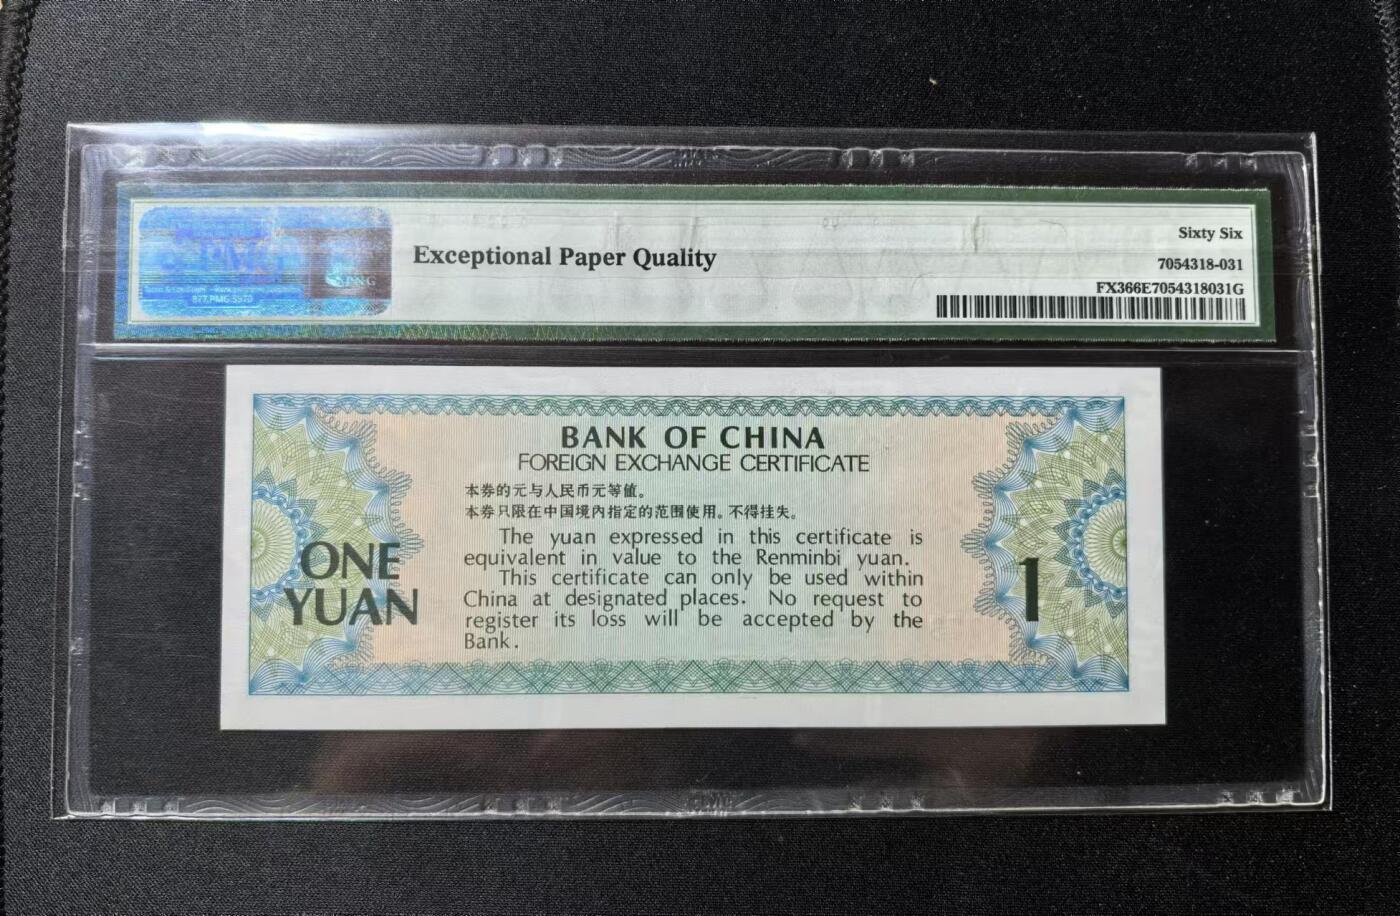 Exceptional Paper Quality
Sixty Six
7054318-031
FX366E7054318031G
877.PMG.5570
BANK OF CHINA
FOREIGN EXCHANGE CERTIFICATE
本券的元与人民币元等值。
本券只限在中国境内指定的范围使用。不得挂失。
The yuan expressed in this certificate is
equivalent in value to the Renminbi yuan.
This certificate can only be used within
China at designated places. No request to
register its loss will be accepted by the
Bank.
ONE
YUAN
1